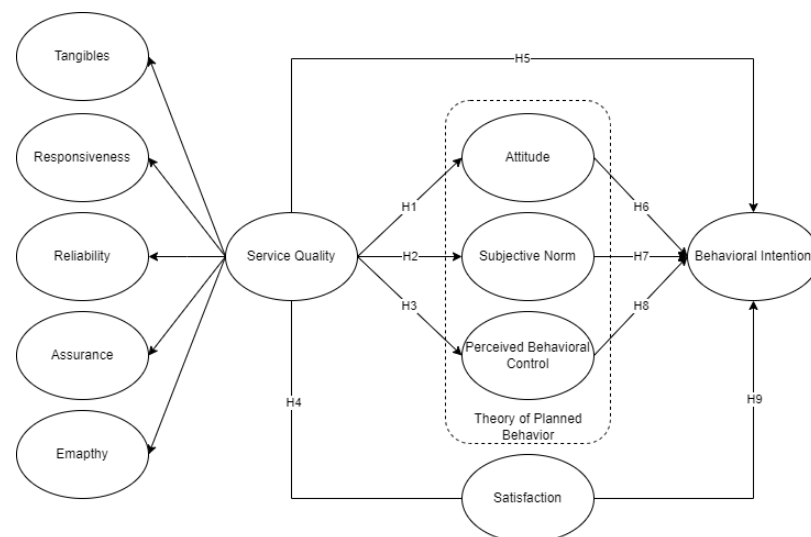 Tangibles
Responsiveness
Reliability
Assurance
Emapthy
Service Quality
H5
H1
H2
H3
H4
Attitude
Subjective Norm
Perceived Behavioral
Control
Theory of Planned
Behavior
Satisfaction
H6
H7
H8
H9
Behavioral Intention